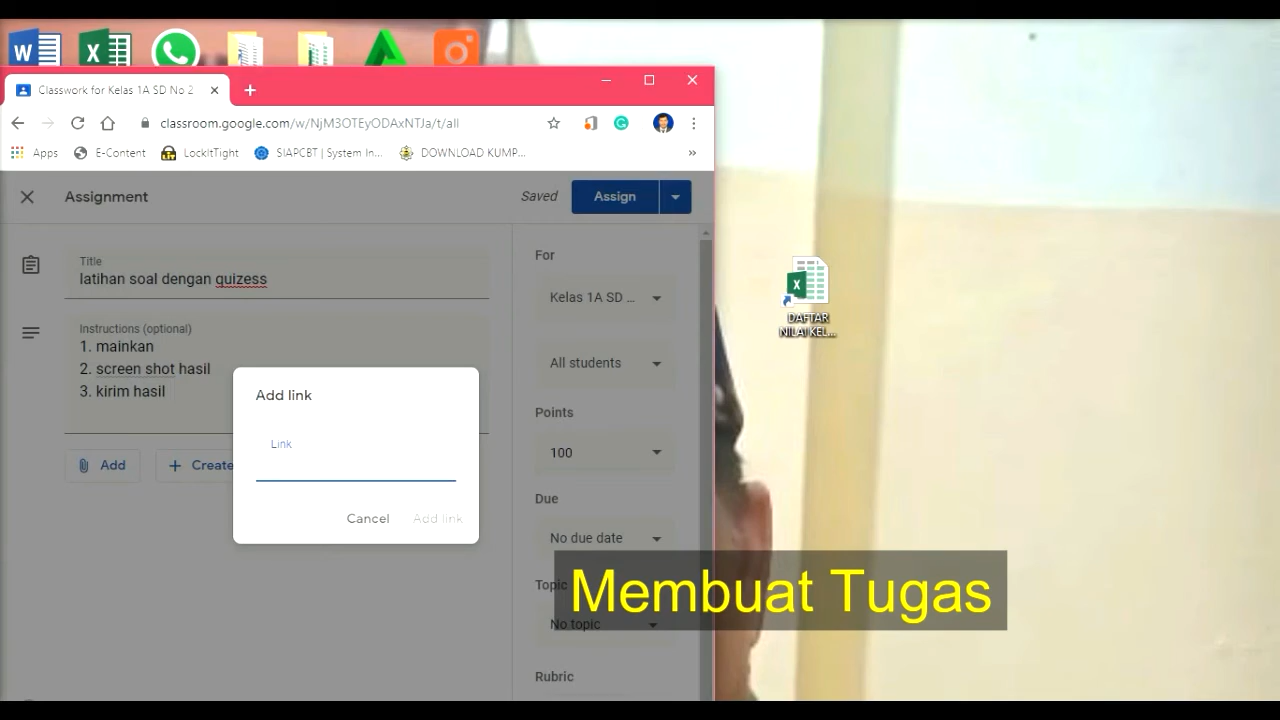 Classwork for Kelas 1A SD No 2
classroom.google.com/w/NjM3OTEyODAxNTJa/t/all
Apps
E-Content
LockItTight
SIAPCBT | System In...
DOWNLOAD KUMP...
Assignment
Saved
Assign
Title
latihan soal dengan quizess
Instructions (optional)
1. mainkan
2. screen shot hasil
3. kirim hasil
Add
Create
Add link
Link
Cancel
Add link
For
Kelas 1A SD ...
All students
Points
100
Due
No due date
Topic
No topic
Rubric
DAFTAR
NILAI KEL...
Membuat Tugas